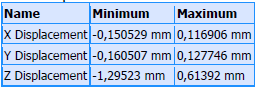 Name Minimum Maximum
X Displacement -0,150529 mm 0,116906 mm
Y Displacement -0,160507 mm 0,127746 mm
Z Displacement -1,29523 mm 0,61392 mm